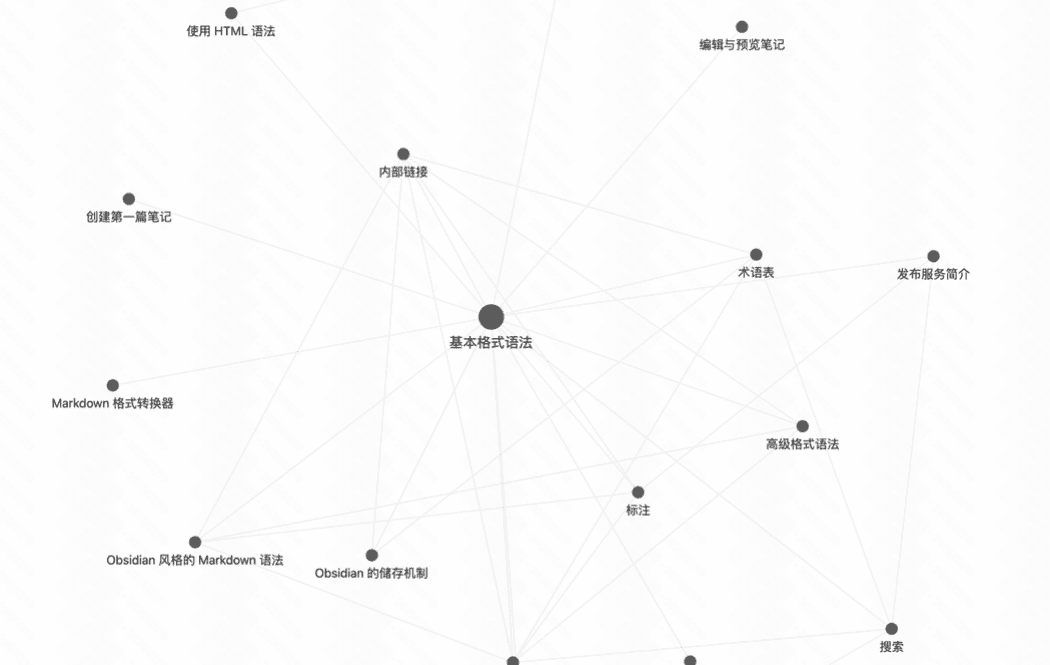 使用 HTML 语法
编辑与预览笔记
内部链接
创建第一篇笔记
术语表
发布服务简介
基本格式语法
Markdown 格式转换器
高级格式语法
标注
Obsidian 风格的 Markdown 语法
Obsidian 的储存机制
搜索